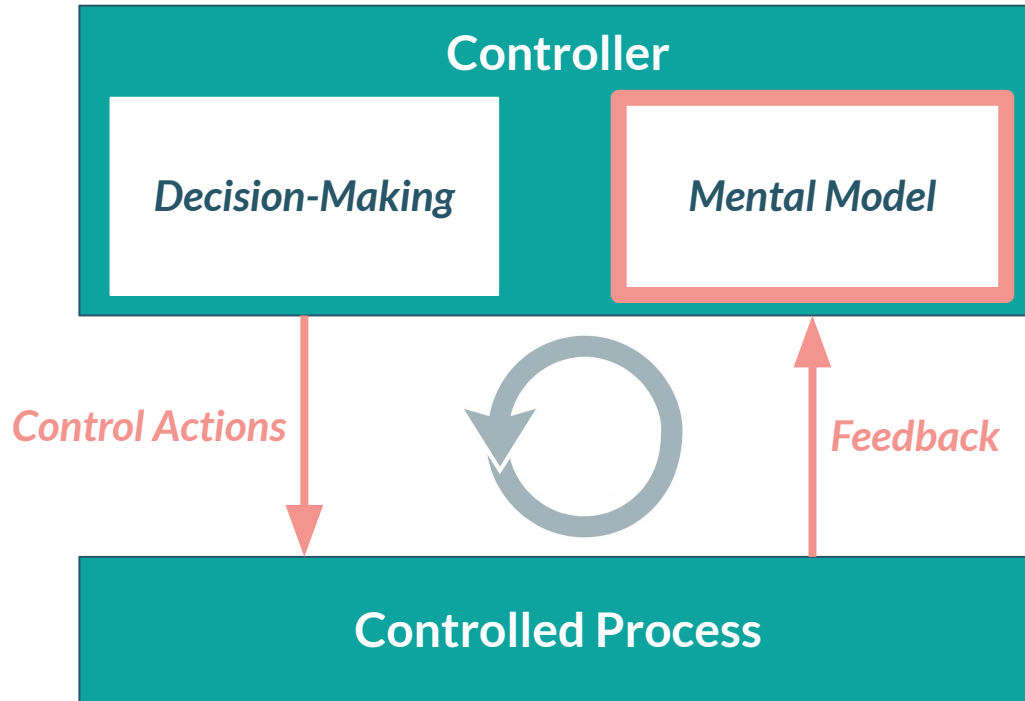 Controller
Decision-Making
Mental Model
Control Actions
Feedback
Controlled Process